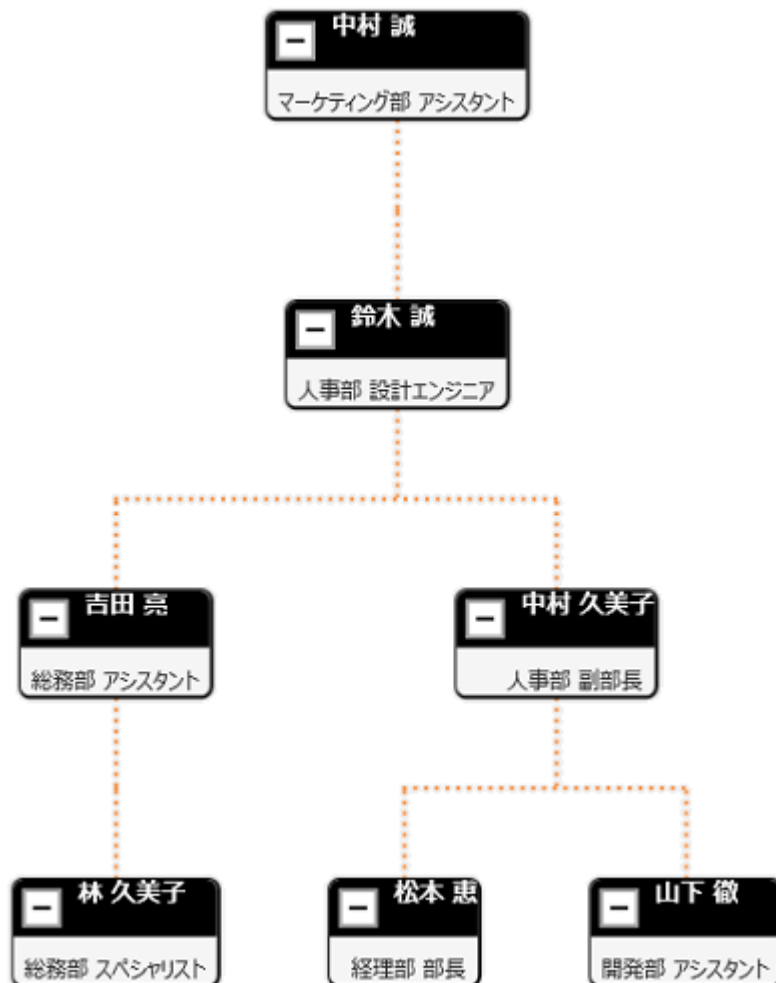 中村 誠
マーケティング部 アシスタント
鈴木 誠
人事部 設計エンジニア
吉田 亮
総務部 アシスタント
中村 久美子
人事部 副部長
林 久美子
総務部 スペシャリスト
松本 恵
経理部 部長
山下 徹
開発部 アシスタント